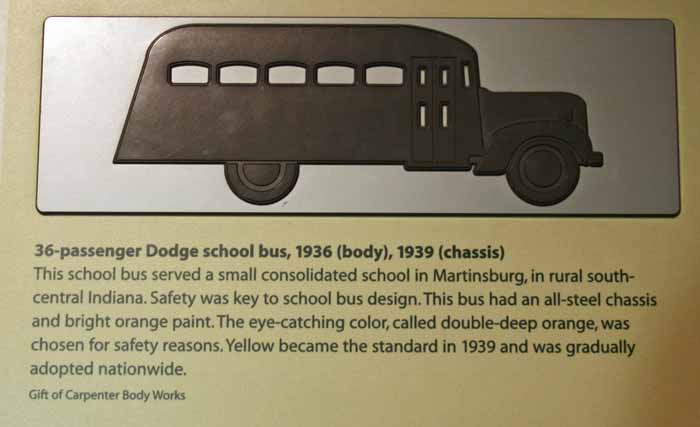 36-passenger Dodge school bus, 1936 (body), 1939 (chassis)
This school bus served a small consolidated school in Martinsburg, in rural south-
central Indiana. Safety was key to school bus design. This bus had an all-steel chassis
and bright orange paint. The eye-catching color, called double-deep orange, was
chosen for safety reasons. Yellow became the standard in 1939 and was gradually
adopted nationwide.
Gift of Carpenter Body Works